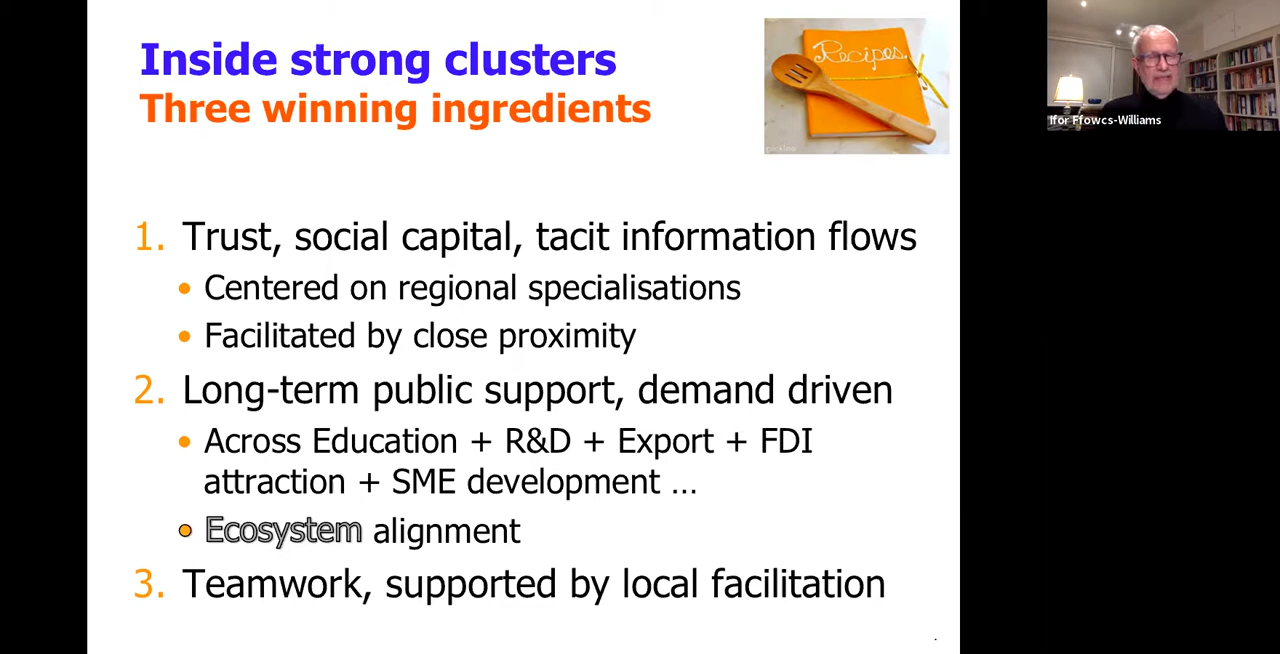 Inside strong clusters
Three winning ingredients
Recipes
Ifor Ffowcs-Williams
1. Trust, social capital, tacit information flows
• Centered on regional specialisations
• Facilitated by close proximity
2. Long-term public support, demand driven
• Across Education + R&D + Export + FDI
attraction + SME development ...
• Ecosystem alignment
3. Teamwork, supported by local facilitation